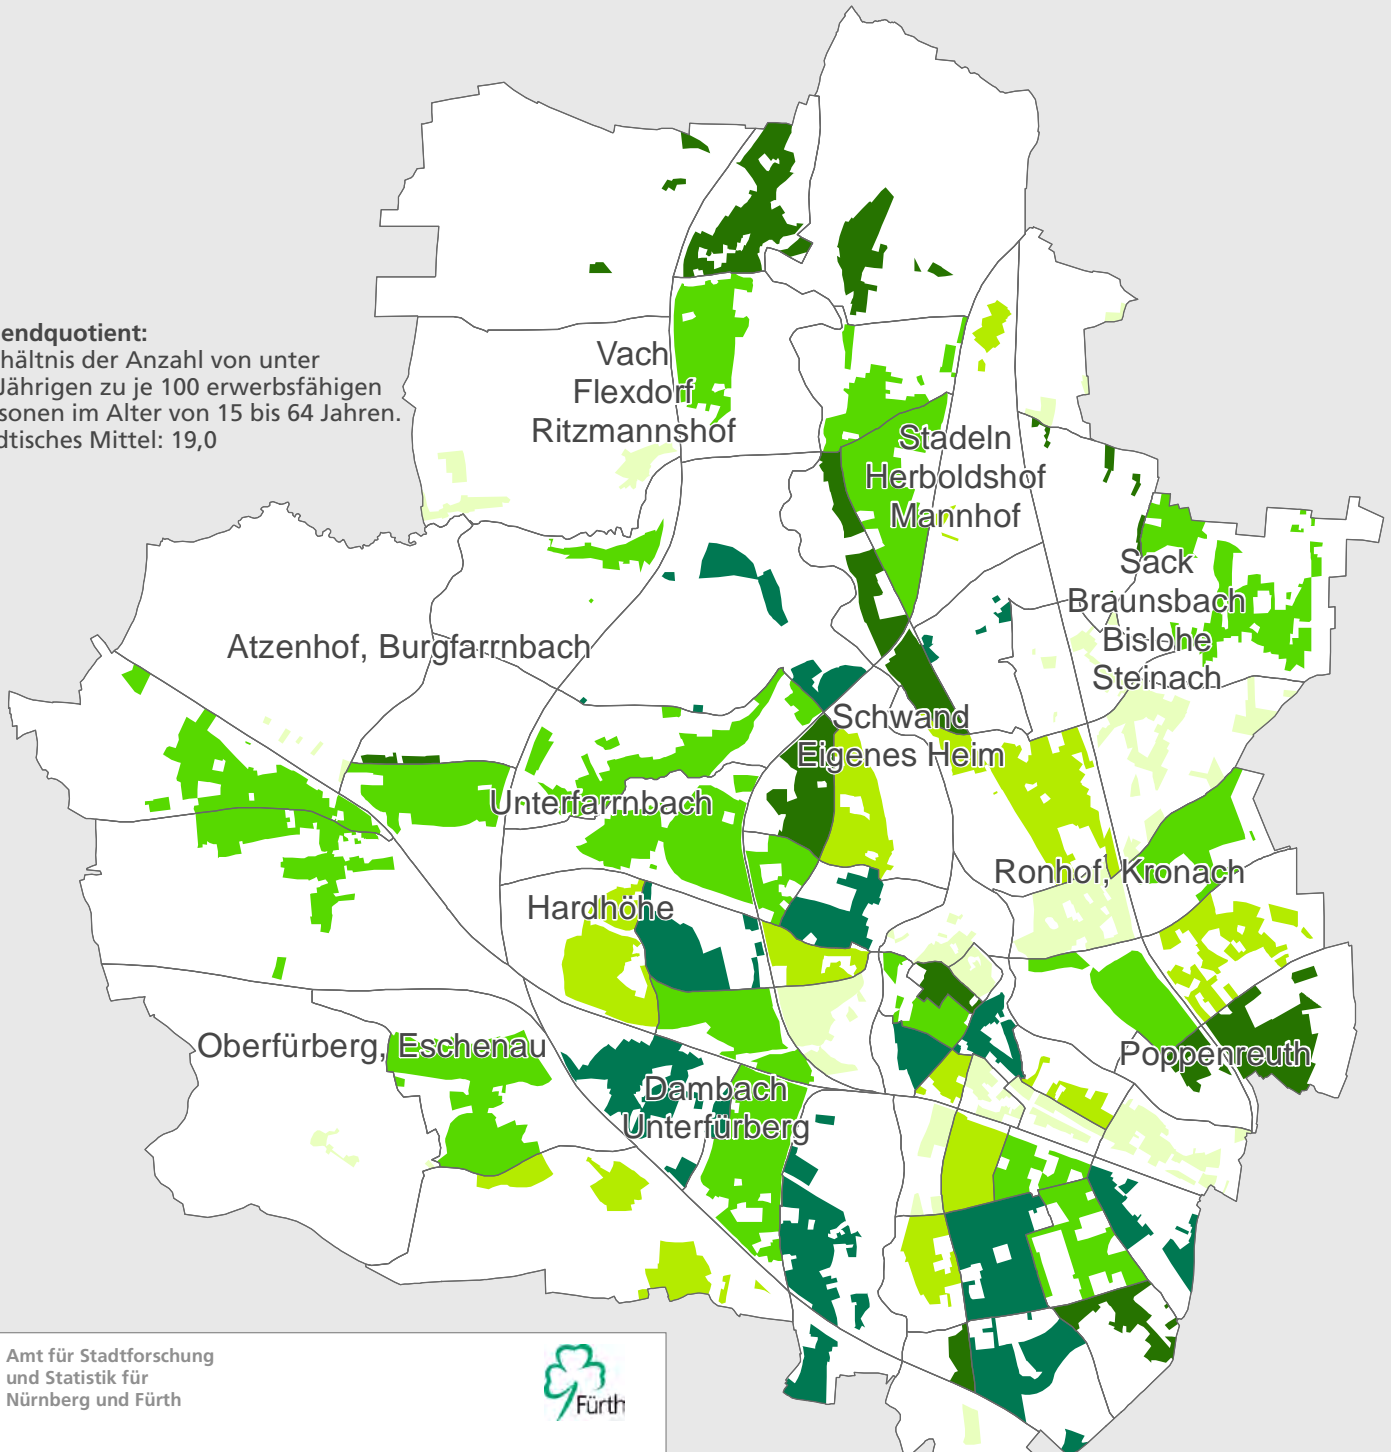 endquotient:
hältnis der Anzahl von unter
Jährigen zu je 100 erwerbsfähigen
sonen im Alter von 15 bis 64 Jahren.
dtisches Mittel: 19,0
Vach
Flexdorf
Ritzmannshof
Stadeln
Herboldshof
Mannhof
Sack
Braunsbach
Bislohe
Steinach
Atzenhof, Burgfarrnbach
Schwand
Eigenes Heim
Unterfarrnbach
Ronhof, Kronach
Hardhöhe
Oberfürberg, Eschenau
Poppenreuth
Dambach
Unterfürberg
Amt für Stadtforschung
und Statistik für
Nürnberg und Fürth
Fürth